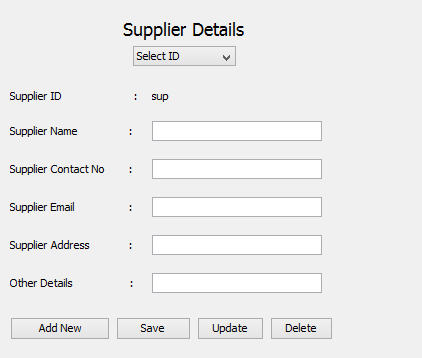 Supplier Details
Select ID
Supplier ID : sup
Supplier Name :
Supplier Contact No :
Supplier Email :
Supplier Address :
Other Details :
Add New Save Update Delete